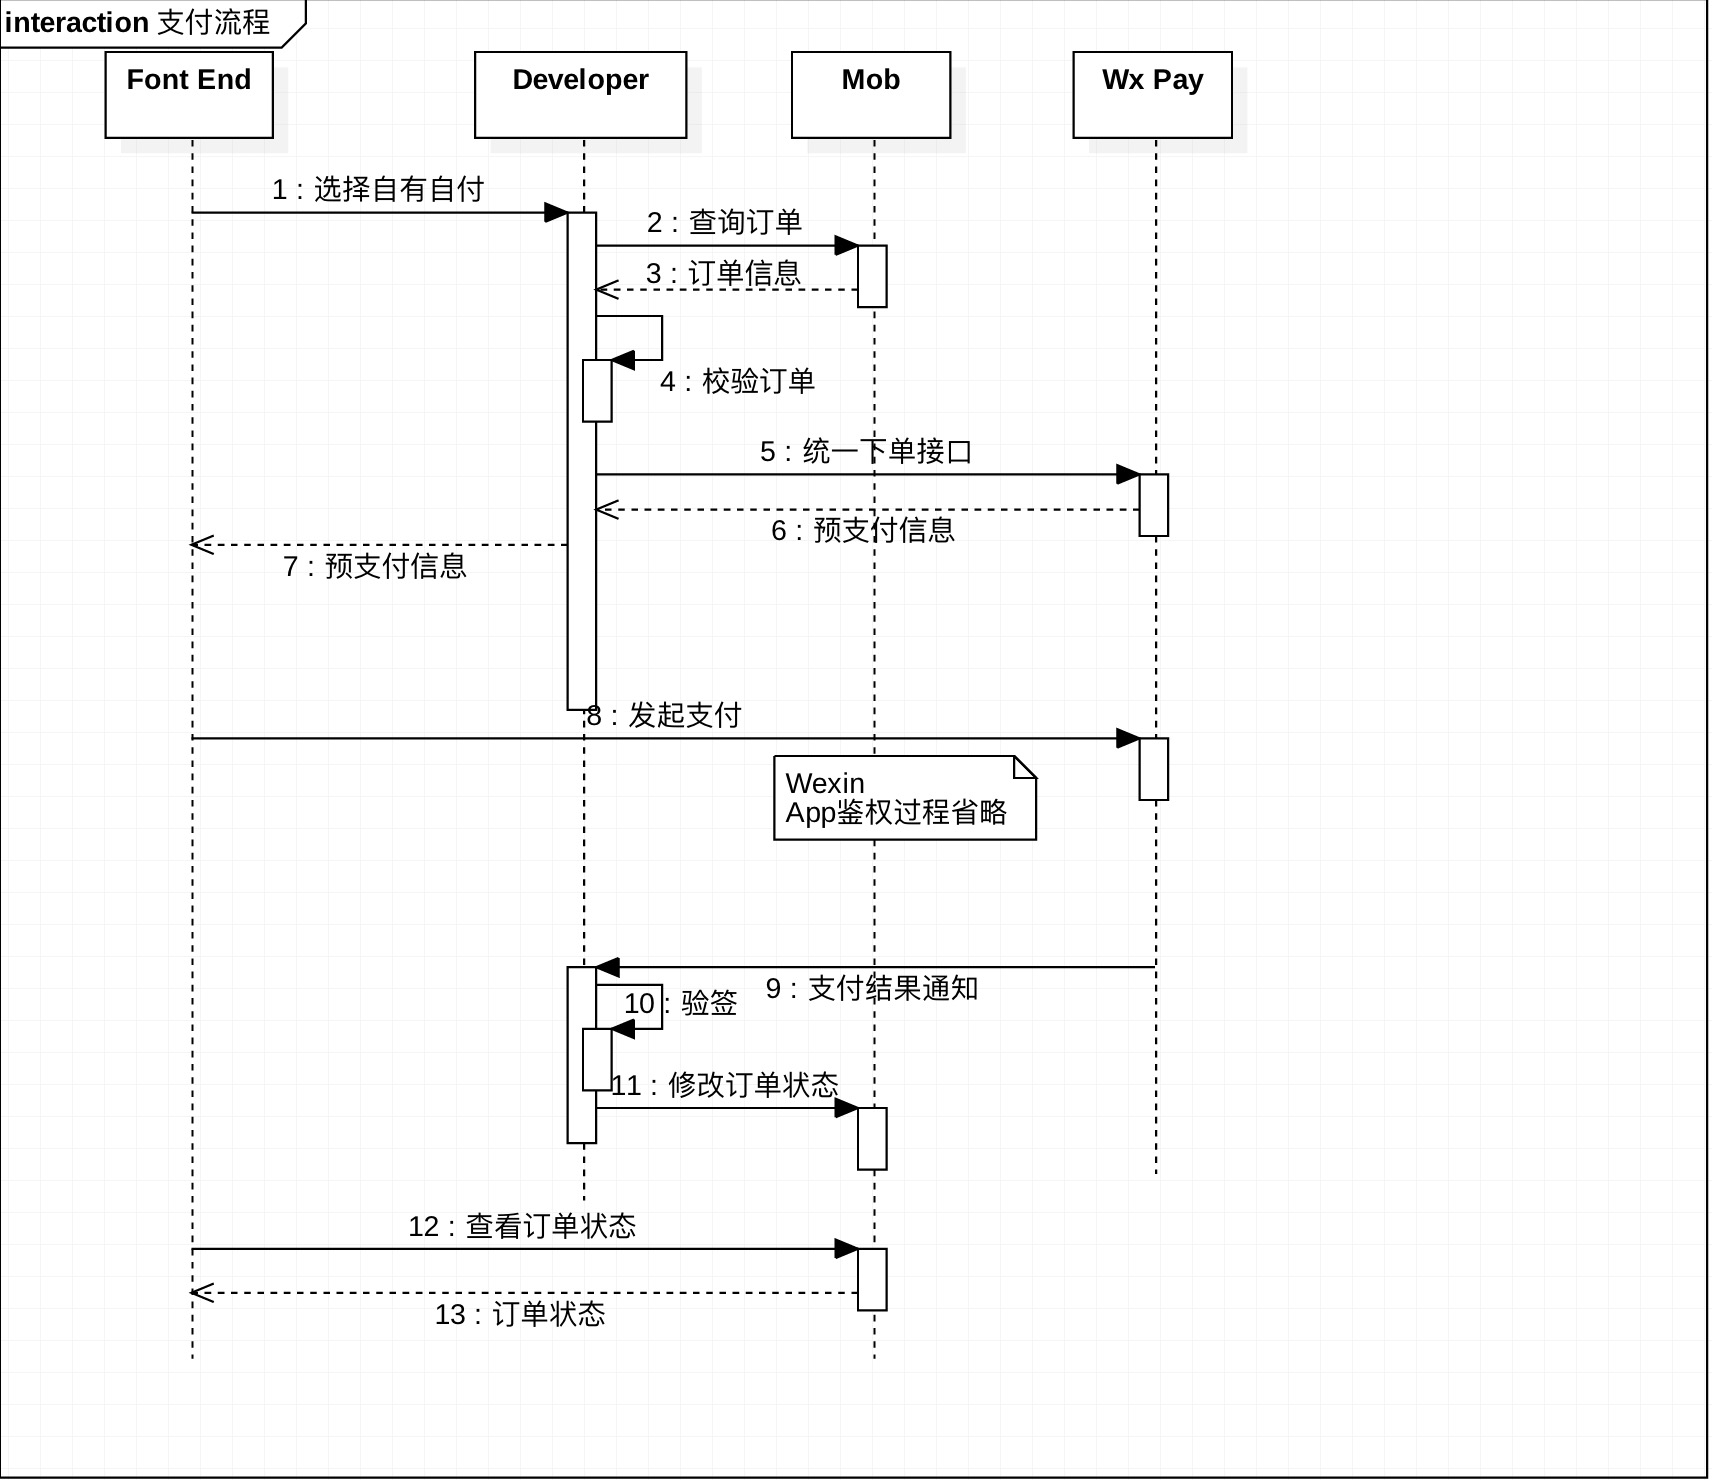 interaction 支付流程
Font End
Developer
Mob
Wx Pay
1 : 选择自有自付
2 : 查询订单
3 : 订单信息
4 : 校验订单
5 : 统一下单接口
6 : 预支付信息
7 : 预支付信息
8 : 发起支付
Wexin
App鉴权过程省略
9 : 支付结果通知
10 : 验签
11 : 修改订单状态
12 : 查看订单状态
13 : 订单状态